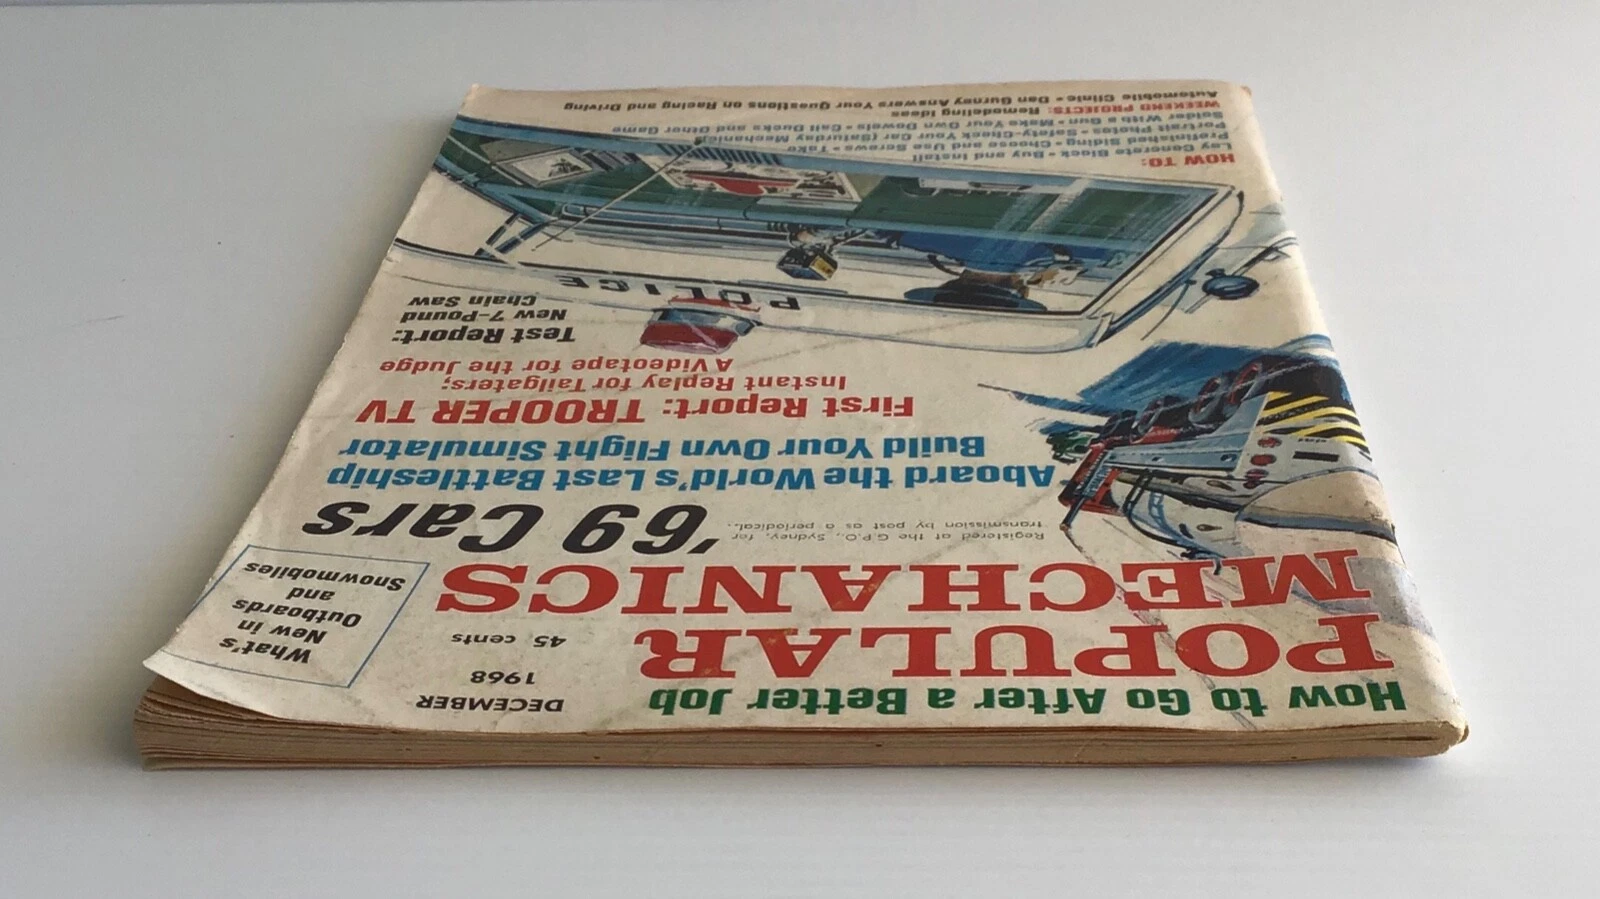 How to Go After a Better Job
POPULAR
MECHANICS
DECEMBER
1968
45 cents
What's
New in
Outboards
and
Snowmobiles
Registered at the G.P.O., Sydney, for
transmission by post as a periodical.
'69 Cars
Aboard the World's Last Battleship
Build Your Own Flight Simulator
First Report: TROOPER TV
Instant Replay for Tailgaters;
A Videotape for the Judge
Test Report:
New 7-Pound
Chain Saw
POLICE
HOW TO:
Lay Concrete Block • Buy and Install
Prefinished Siding • Choose and Use Screws • Take
Portrait Photos • Safety-Check Your Car (Saturday Mechanic)
Solder With a Gun • Make Your Own Dowels • Call Ducks and Other Game
WEEKEND PROJECTS: Remodeling Ideas
Automobile Clinic • Dan Gurney Answers Your Questions on Racing and Driving